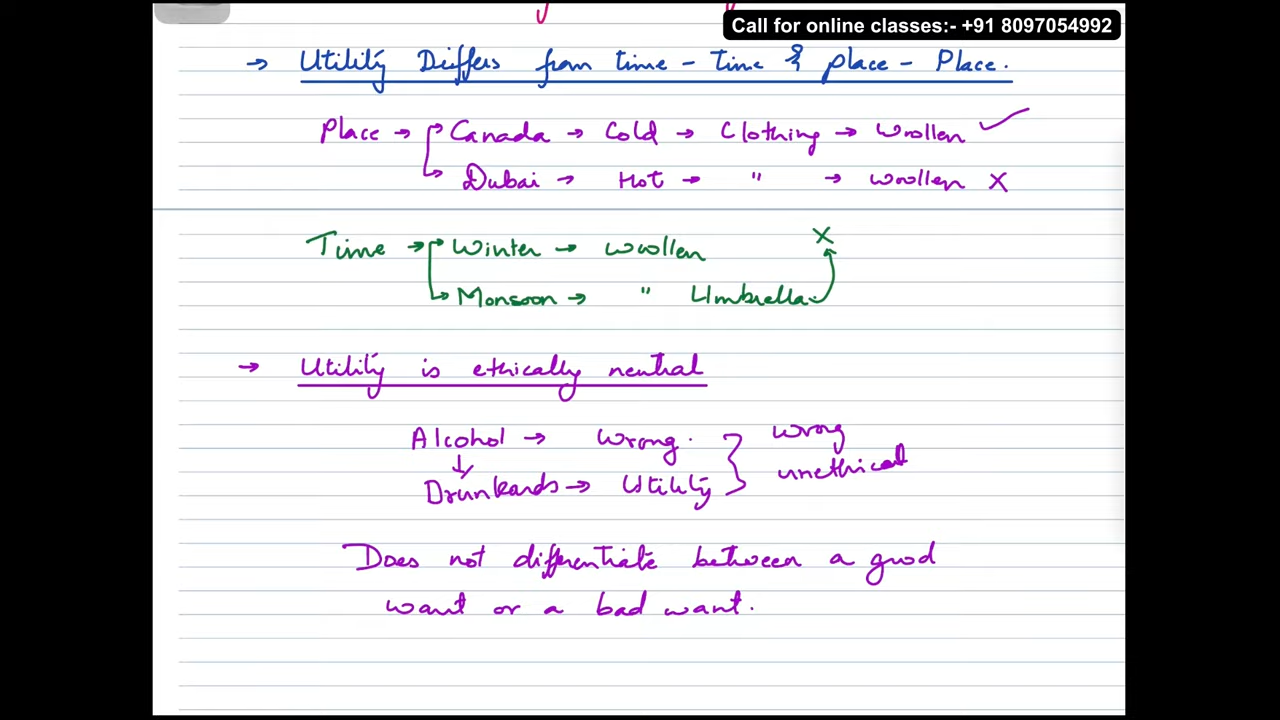 Call for online classes:- +91 8097054992
→ Utility Differs from time - time & place - Place.
Place → Canada → Cold → Clothing → Woollen ✓
Dubai → Hot → " → woollen X
Time → Winter → woollen X
Monsoon → " Umbrella
→ Utility is ethically neutral
Alcohol → Wrong. wrong
↓ unethical
Drunkards → Utility
Does not differentiate between a good
want or a bad want.